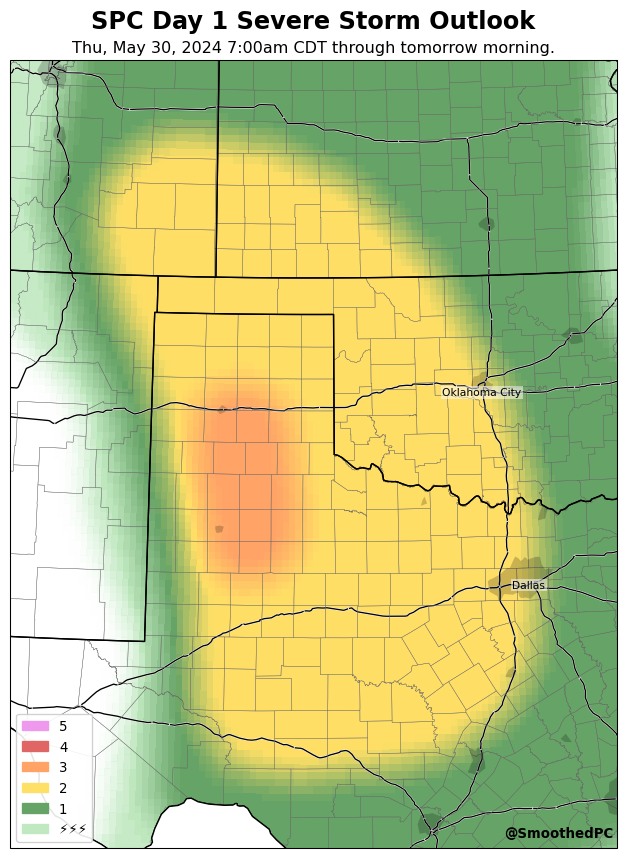 SPC Day 1 Severe Storm Outlook
Thu, May 30, 2024 7:00am CDT through tomorrow morning.
Oklahoma City
Dallas
5
4
3
2
1
⚡⚡⚡
@SmoothedPC